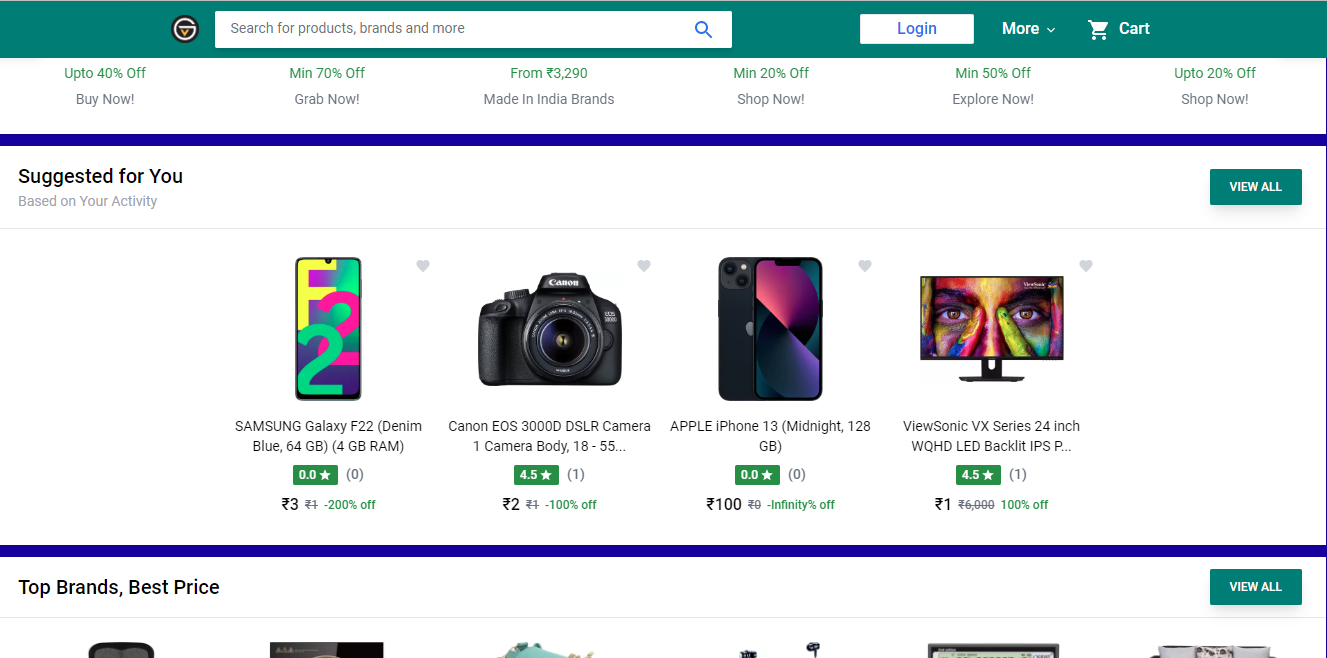 Search for products, brands and more
Login
More
Cart
Upto 40% Off
Min 70% Off
From ₹3,290
Min 20% Off
Min 50% Off
Upto 20% Off
Buy Now!
Grab Now!
Made In India Brands
Shop Now!
Explore Now!
Shop Now!
Suggested for You
Based on Your Activity
VIEW ALL
F22
Canon
EOS
3000D
ViewSonic
SAMSUNG Galaxy F22 (Denim
Blue, 64 GB) (4 GB RAM)
0.0 ★ (0)
₹3 ₹1 -200% off
Canon EOS 3000D DSLR Camera
1 Camera Body, 18 - 55...
4.5 ★ (1)
₹2 ₹1 -100% off
APPLE iPhone 13 (Midnight, 128
GB)
0.0 ★ (0)
₹100 ₹0 -Infinity% off
ViewSonic VX Series 24 inch
WQHD LED Backlit IPS P...
4.5 ★ (1)
₹1 ₹6,000 100% off
Top Brands, Best Price
VIEW ALL